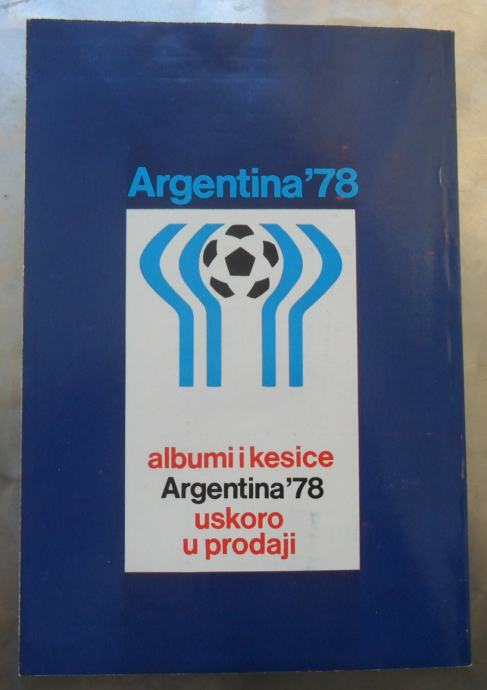 Argentina'78
albumi i kesice
Argentina'78
uskoro
u prodaji